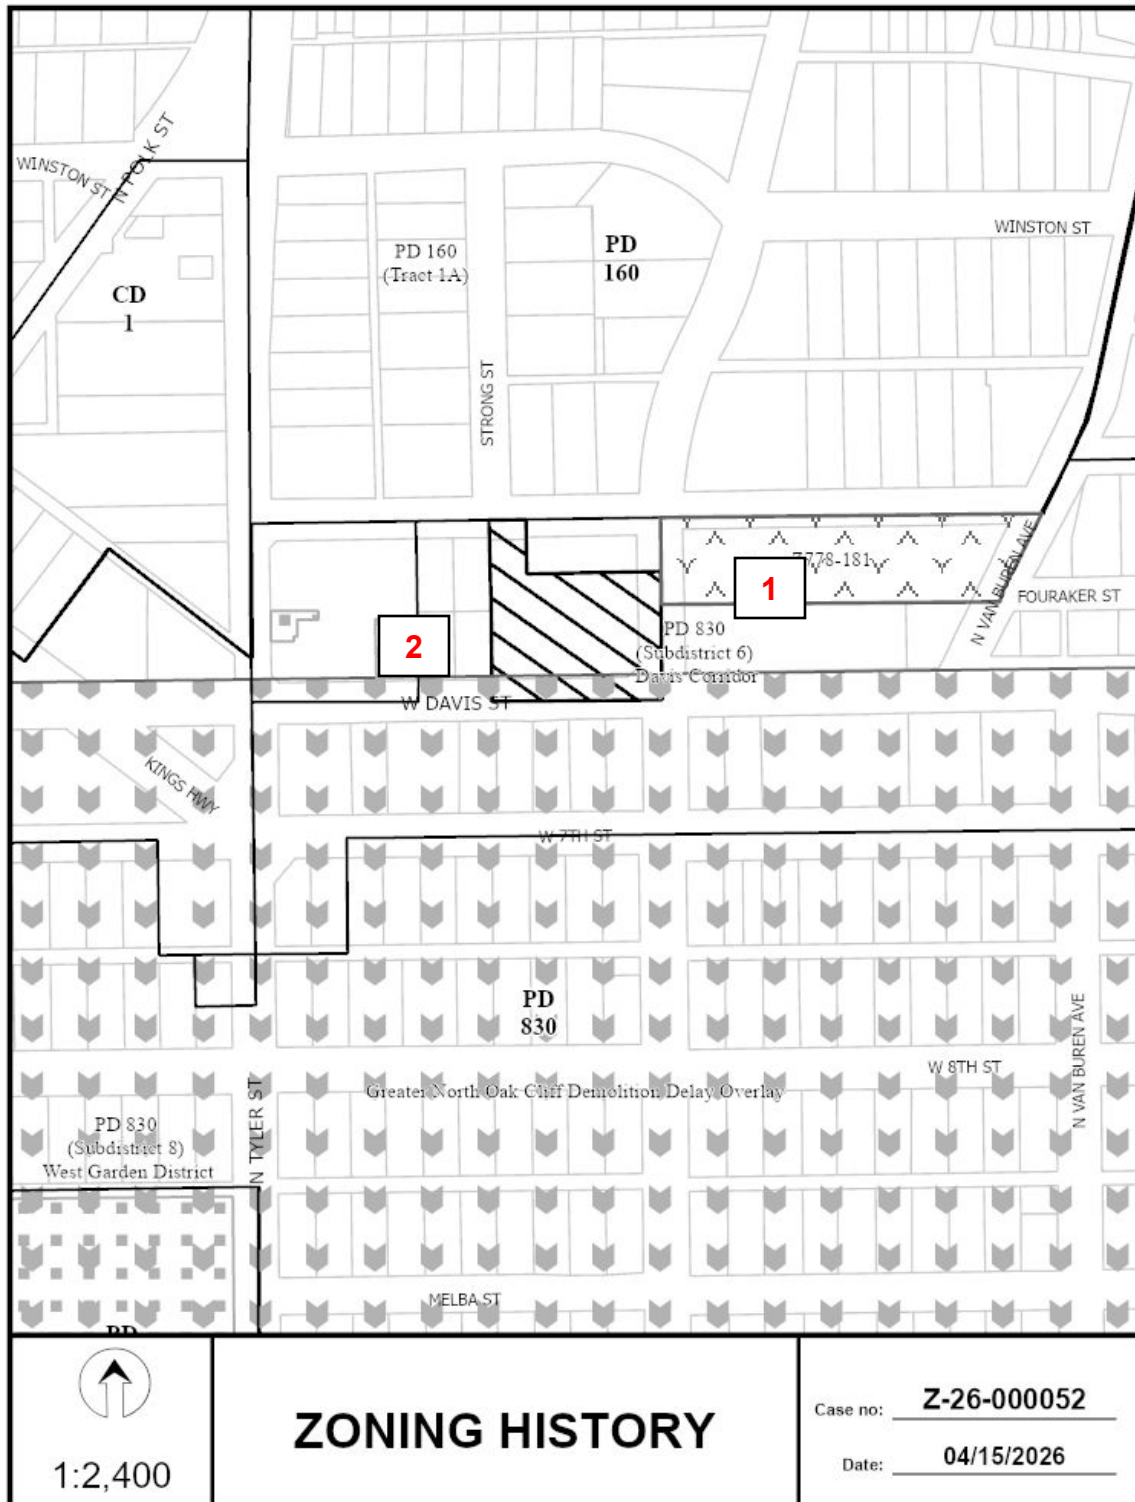 WINSTON ST
N POLK ST
WINSTON ST
PD 160
(Tract 1A)
PD
160
CD
1
STRONG ST
Z778-181
1
N VAN BUREN AVE
FOURAKER ST
2
PD 830
(Subdistrict 6)
Davis Corridor
W DAVIS ST
KINGS HWY
W 7TH ST
PD
830
N VAN BUREN AVE
W 8TH ST
Greater North Oak Cliff Demolition Delay Overlay
N TYLER ST
PD 830
(Subdistrict 8)
West Garden District
MELBA ST
PD
1:2,400
ZONING HISTORY
Case no: Z-26-000052
Date: 04/15/2026